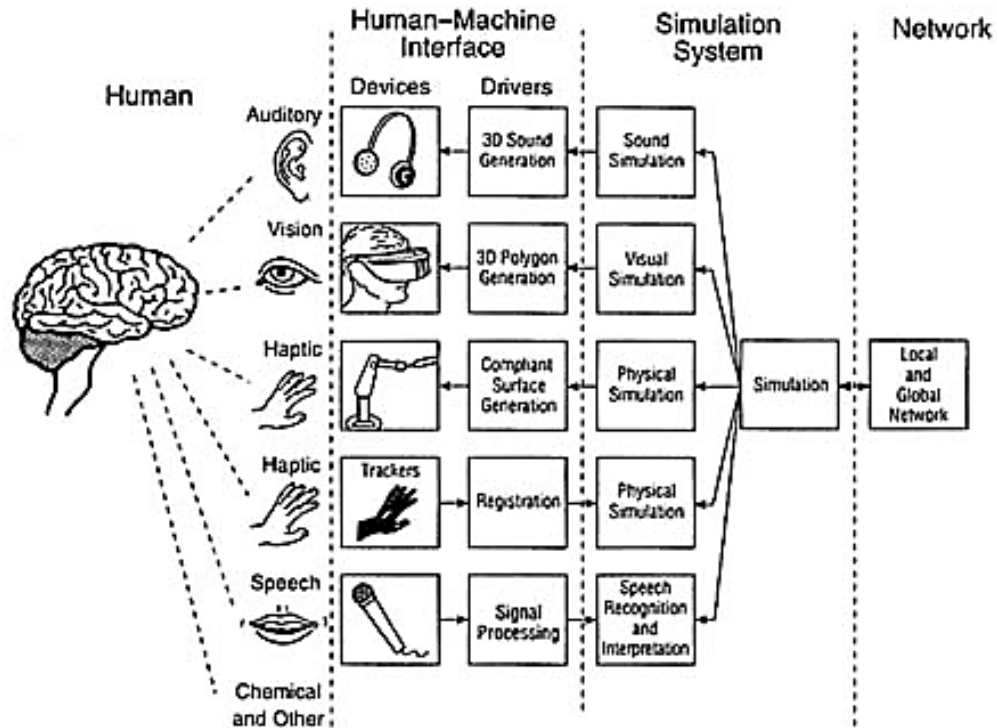 Human–Machine
Interface
Simulation
System
Network
Human
Devices
Drivers
Auditory
3D Sound
Generation
Sound
Simulation
Vision
3D Polygon
Generation
Visual
Simulation
Haptic
Compliant
Surface
Generation
Physical
Simulation
Simulation
Local
and
Global
Network
Haptic
Trackers
Registration
Physical
Simulation
Speech
Signal
Processing
Speech
Recognition
and
Interpretation
Chemical
and Other